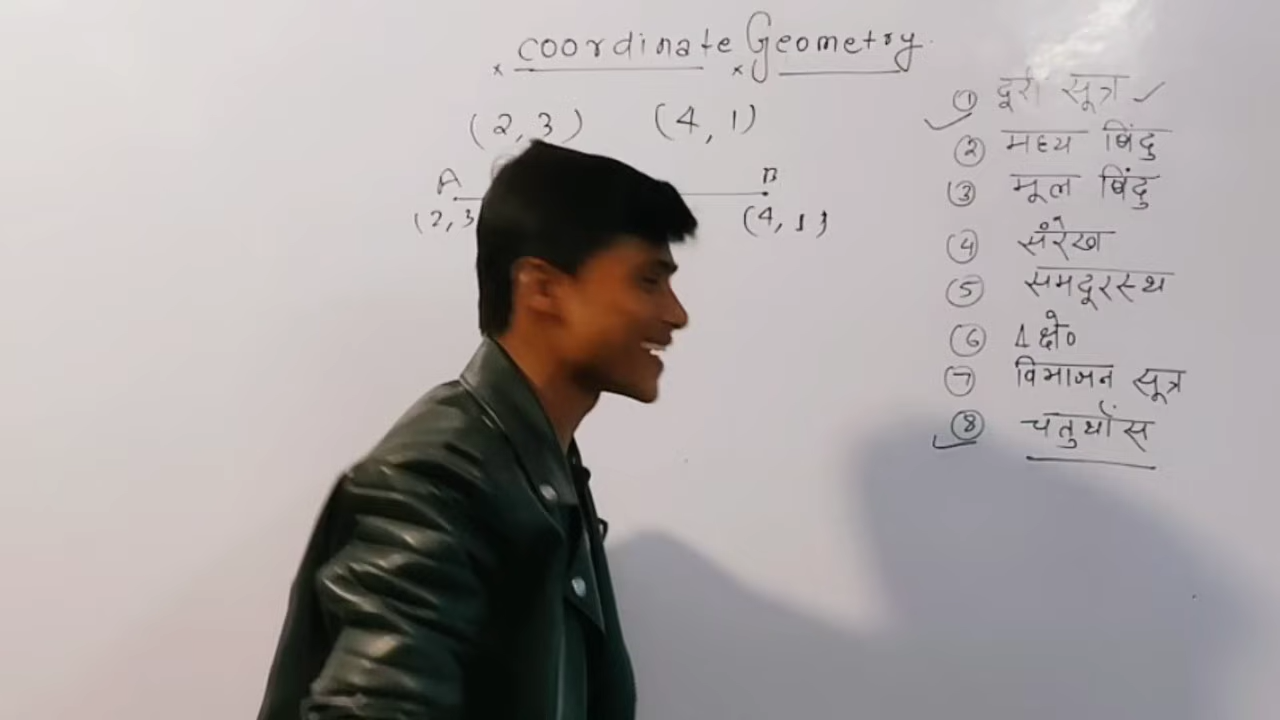 coordinate Geometry
(2, 3) (4, 1)
A B
(2, 3 (4, 1)
① दूरी सूत्र ✓
② मध्य बिंदु
③ मूल बिंदु
④ संरेख
⑤ समदूरस्थ
⑥ Δ क्षे०
⑦ विभाजन सूत्र
⑧ चतुर्थांस